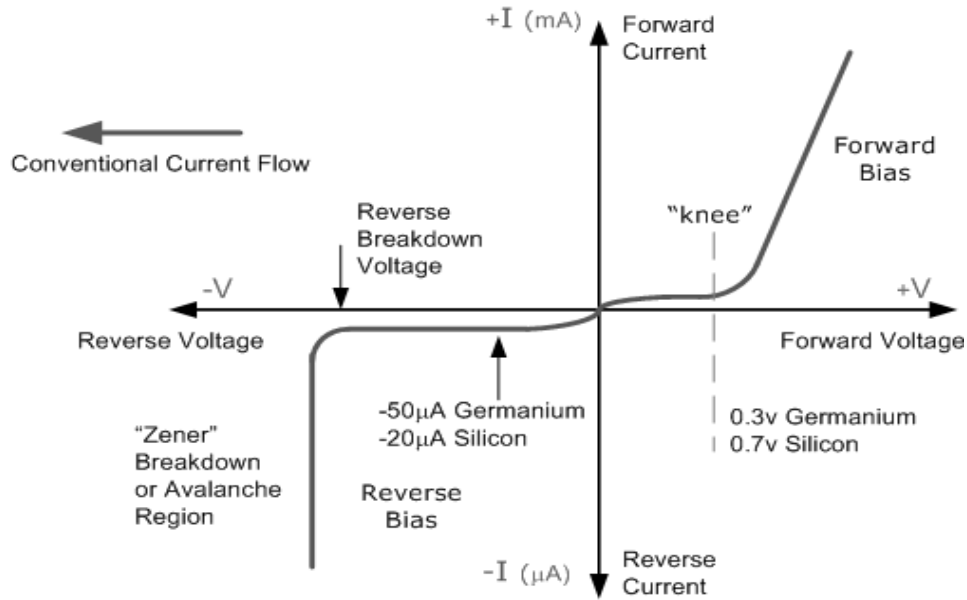 +I (mA)
Forward
Current
Conventional Current Flow
Forward
Bias
"knee"
Reverse
Breakdown
Voltage
-V
+V
Reverse Voltage
Forward Voltage
-50µA Germanium
-20µA Silicon
0.3v Germanium
0.7v Silicon
"Zener"
Breakdown
or Avalanche
Region
Reverse
Bias
-I (µA)
Reverse
Current